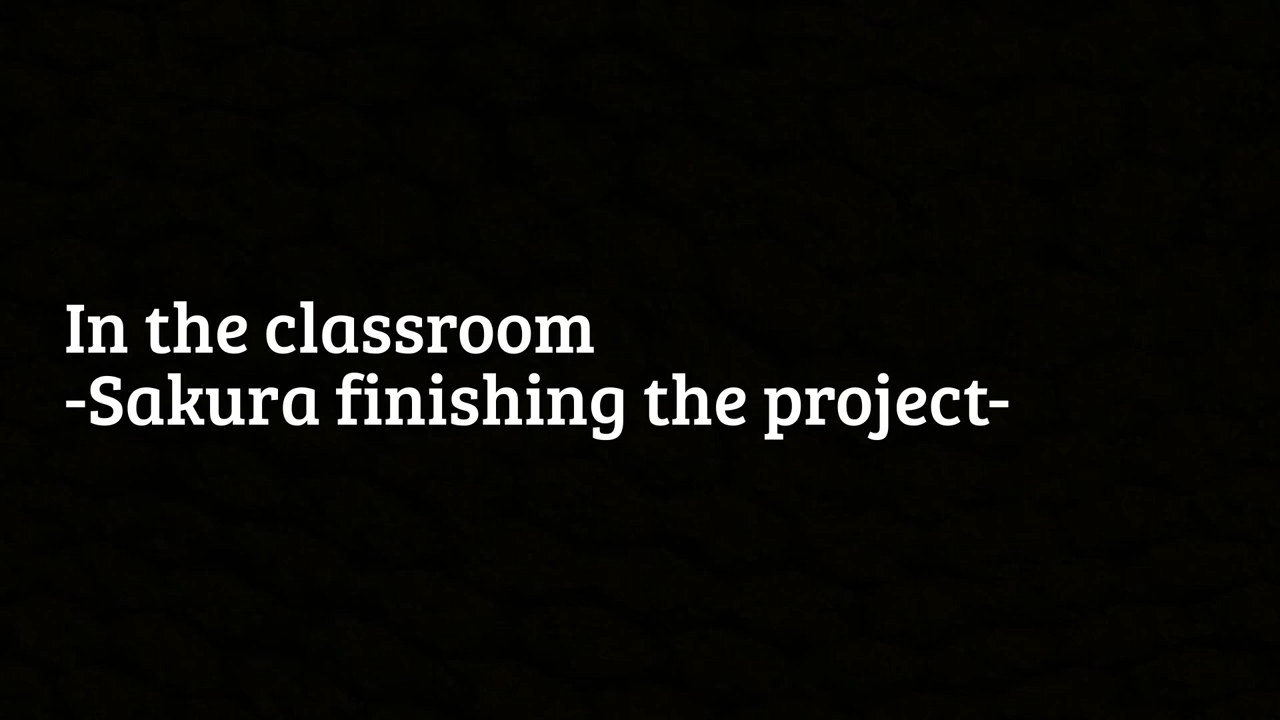 In the classroom
-Sakura finishing the project-